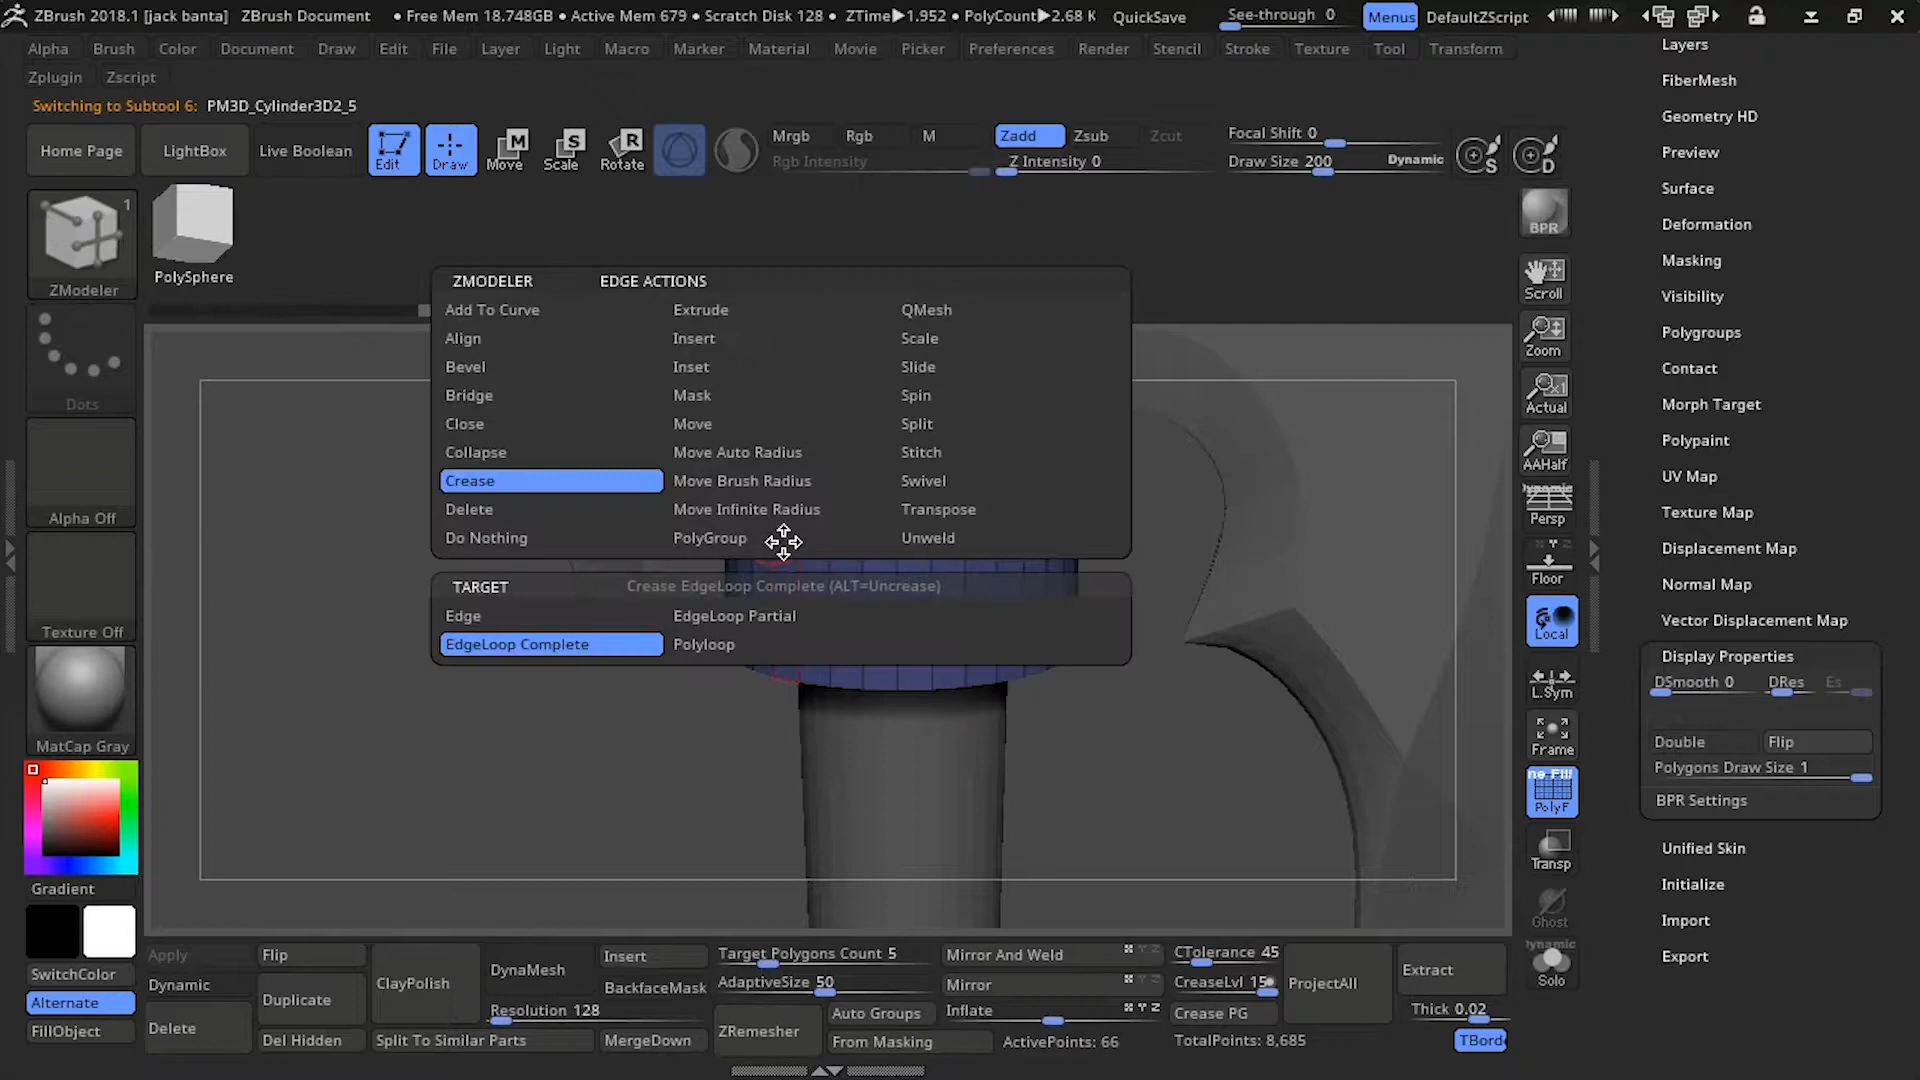 ZBrush 2018.1 [jack banta] ZBrush Document • Free Mem 18.748GB • Active Mem 679 • Scratch Disk 128 • ZTime▶1.952 • PolyCount▶2.68 K QuickSave See-through 0 Menus DefaultZScript
Alpha Brush Color Document Draw Edit File Layer Light Macro Marker Material Movie Picker Preferences Render Stencil Stroke Texture Tool Transform
Zplugin Zscript
Switching to Subtool 6: PM3D_Cylinder3D2_5
Home Page LightBox Live Boolean Edit Draw Move Scale Rotate
M S R
Mrgb Rgb M Zadd Zsub Zcut Focal Shift 0
Rgb Intensity Z Intensity 0 Draw Size 200 Dynamic S D
1
ZModeler
PolySphere
Dots
Alpha Off
Texture Off
MatCap Gray
Gradient
SwitchColor
Alternate
FillObject
ZMODELER EDGE ACTIONS
Add To Curve Extrude QMesh
Align Insert Scale
Bevel Inset Slide
Bridge Mask Spin
Close Move Split
Collapse Move Auto Radius Stitch
Crease Move Brush Radius Swivel
Delete Move Infinite Radius Transpose
Do Nothing PolyGroup Unweld
TARGET Crease EdgeLoop Complete (ALT=Uncrease)
Edge EdgeLoop Partial
EdgeLoop Complete Polyloop
BPR
Scroll
Zoom
Actual
AAHalf
Dynamic
Persp
Floor
Local
L.Sym
Frame
PolyF
Transp
Ghost
Dynamic
Solo
Layers
FiberMesh
Geometry HD
Preview
Surface
Deformation
Masking
Visibility
Polygroups
Contact
Morph Target
Polypaint
UV Map
Texture Map
Displacement Map
Normal Map
Vector Displacement Map
Display Properties
DSmooth 0 DRes Es
Double Flip
Polygons Draw Size 1
BPR Settings
Unified Skin
Initialize
Import
Export
Apply Flip ClayPolish DynaMesh Insert Target Polygons Count 5 Mirror And Weld CTolerance 45 ProjectAll Extract
Dynamic Duplicate BackfaceMask AdaptiveSize 50 Mirror CreaseLvl 15
Resolution 128 Auto Groups Inflate Crease PG Thick 0.02
Delete Del Hidden Split To Similar Parts MergeDown ZRemesher From Masking ActivePoints: 66 TotalPoints: 8,685 TBord